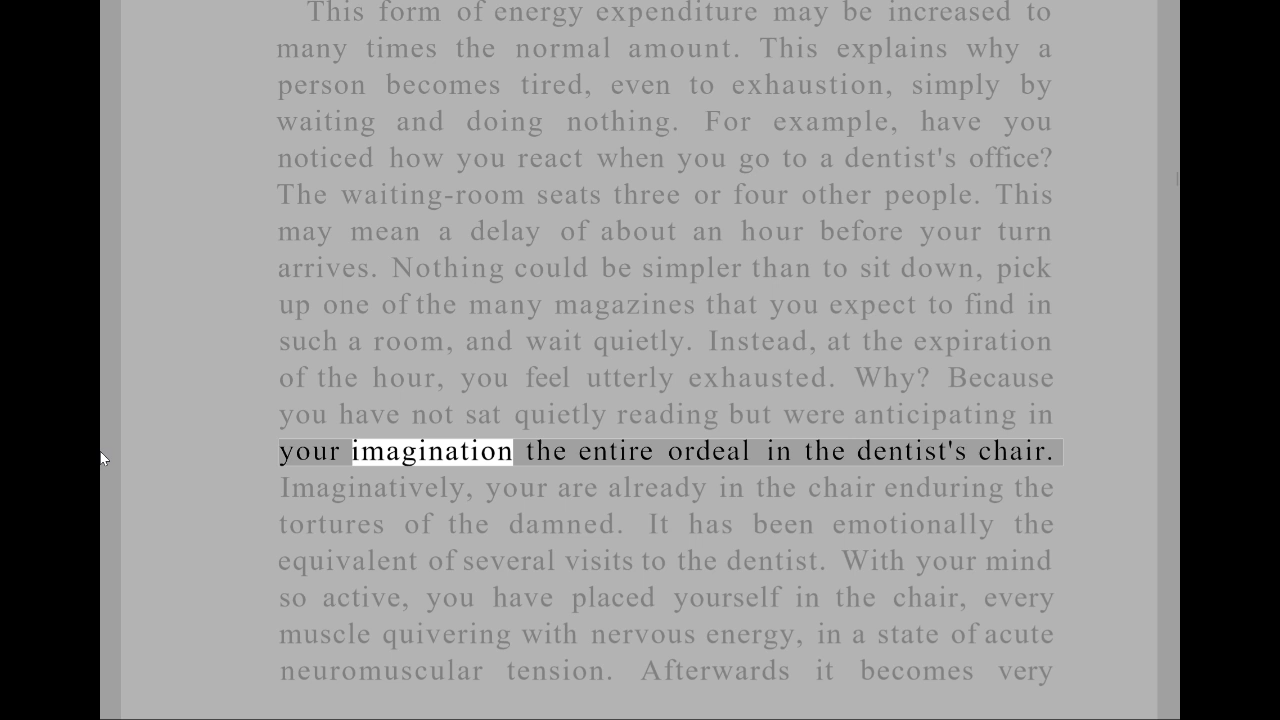 This form of energy expenditure may be increased to
many times the normal amount. This explains why a
person becomes tired, even to exhaustion, simply by
waiting and doing nothing. For example, have you
noticed how you react when you go to a dentist's office?
The waiting-room seats three or four other people. This
may mean a delay of about an hour before your turn
arrives. Nothing could be simpler than to sit down, pick
up one of the many magazines that you expect to find in
such a room, and wait quietly. Instead, at the expiration
of the hour, you feel utterly exhausted. Why? Because
you have not sat quietly reading but were anticipating in
your imagination the entire ordeal in the dentist's chair.
Imaginatively, your are already in the chair enduring the
tortures of the damned. It has been emotionally the
equivalent of several visits to the dentist. With your mind
so active, you have placed yourself in the chair, every
muscle quivering with nervous energy, in a state of acute
neuromuscular tension. Afterwards it becomes very